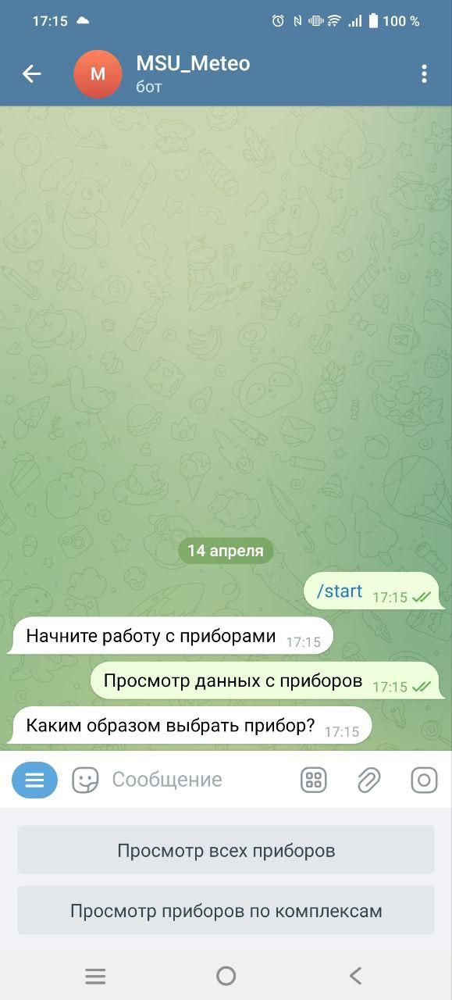 17:15 100 %
М
MSU_Meteo
бот
14 апреля
/start 17:15
Начните работу с приборами 17:15
Просмотр данных с приборов 17:15
Каким образом выбрать прибор? 17:15
Сообщение
Просмотр всех приборов
Просмотр приборов по комплексам